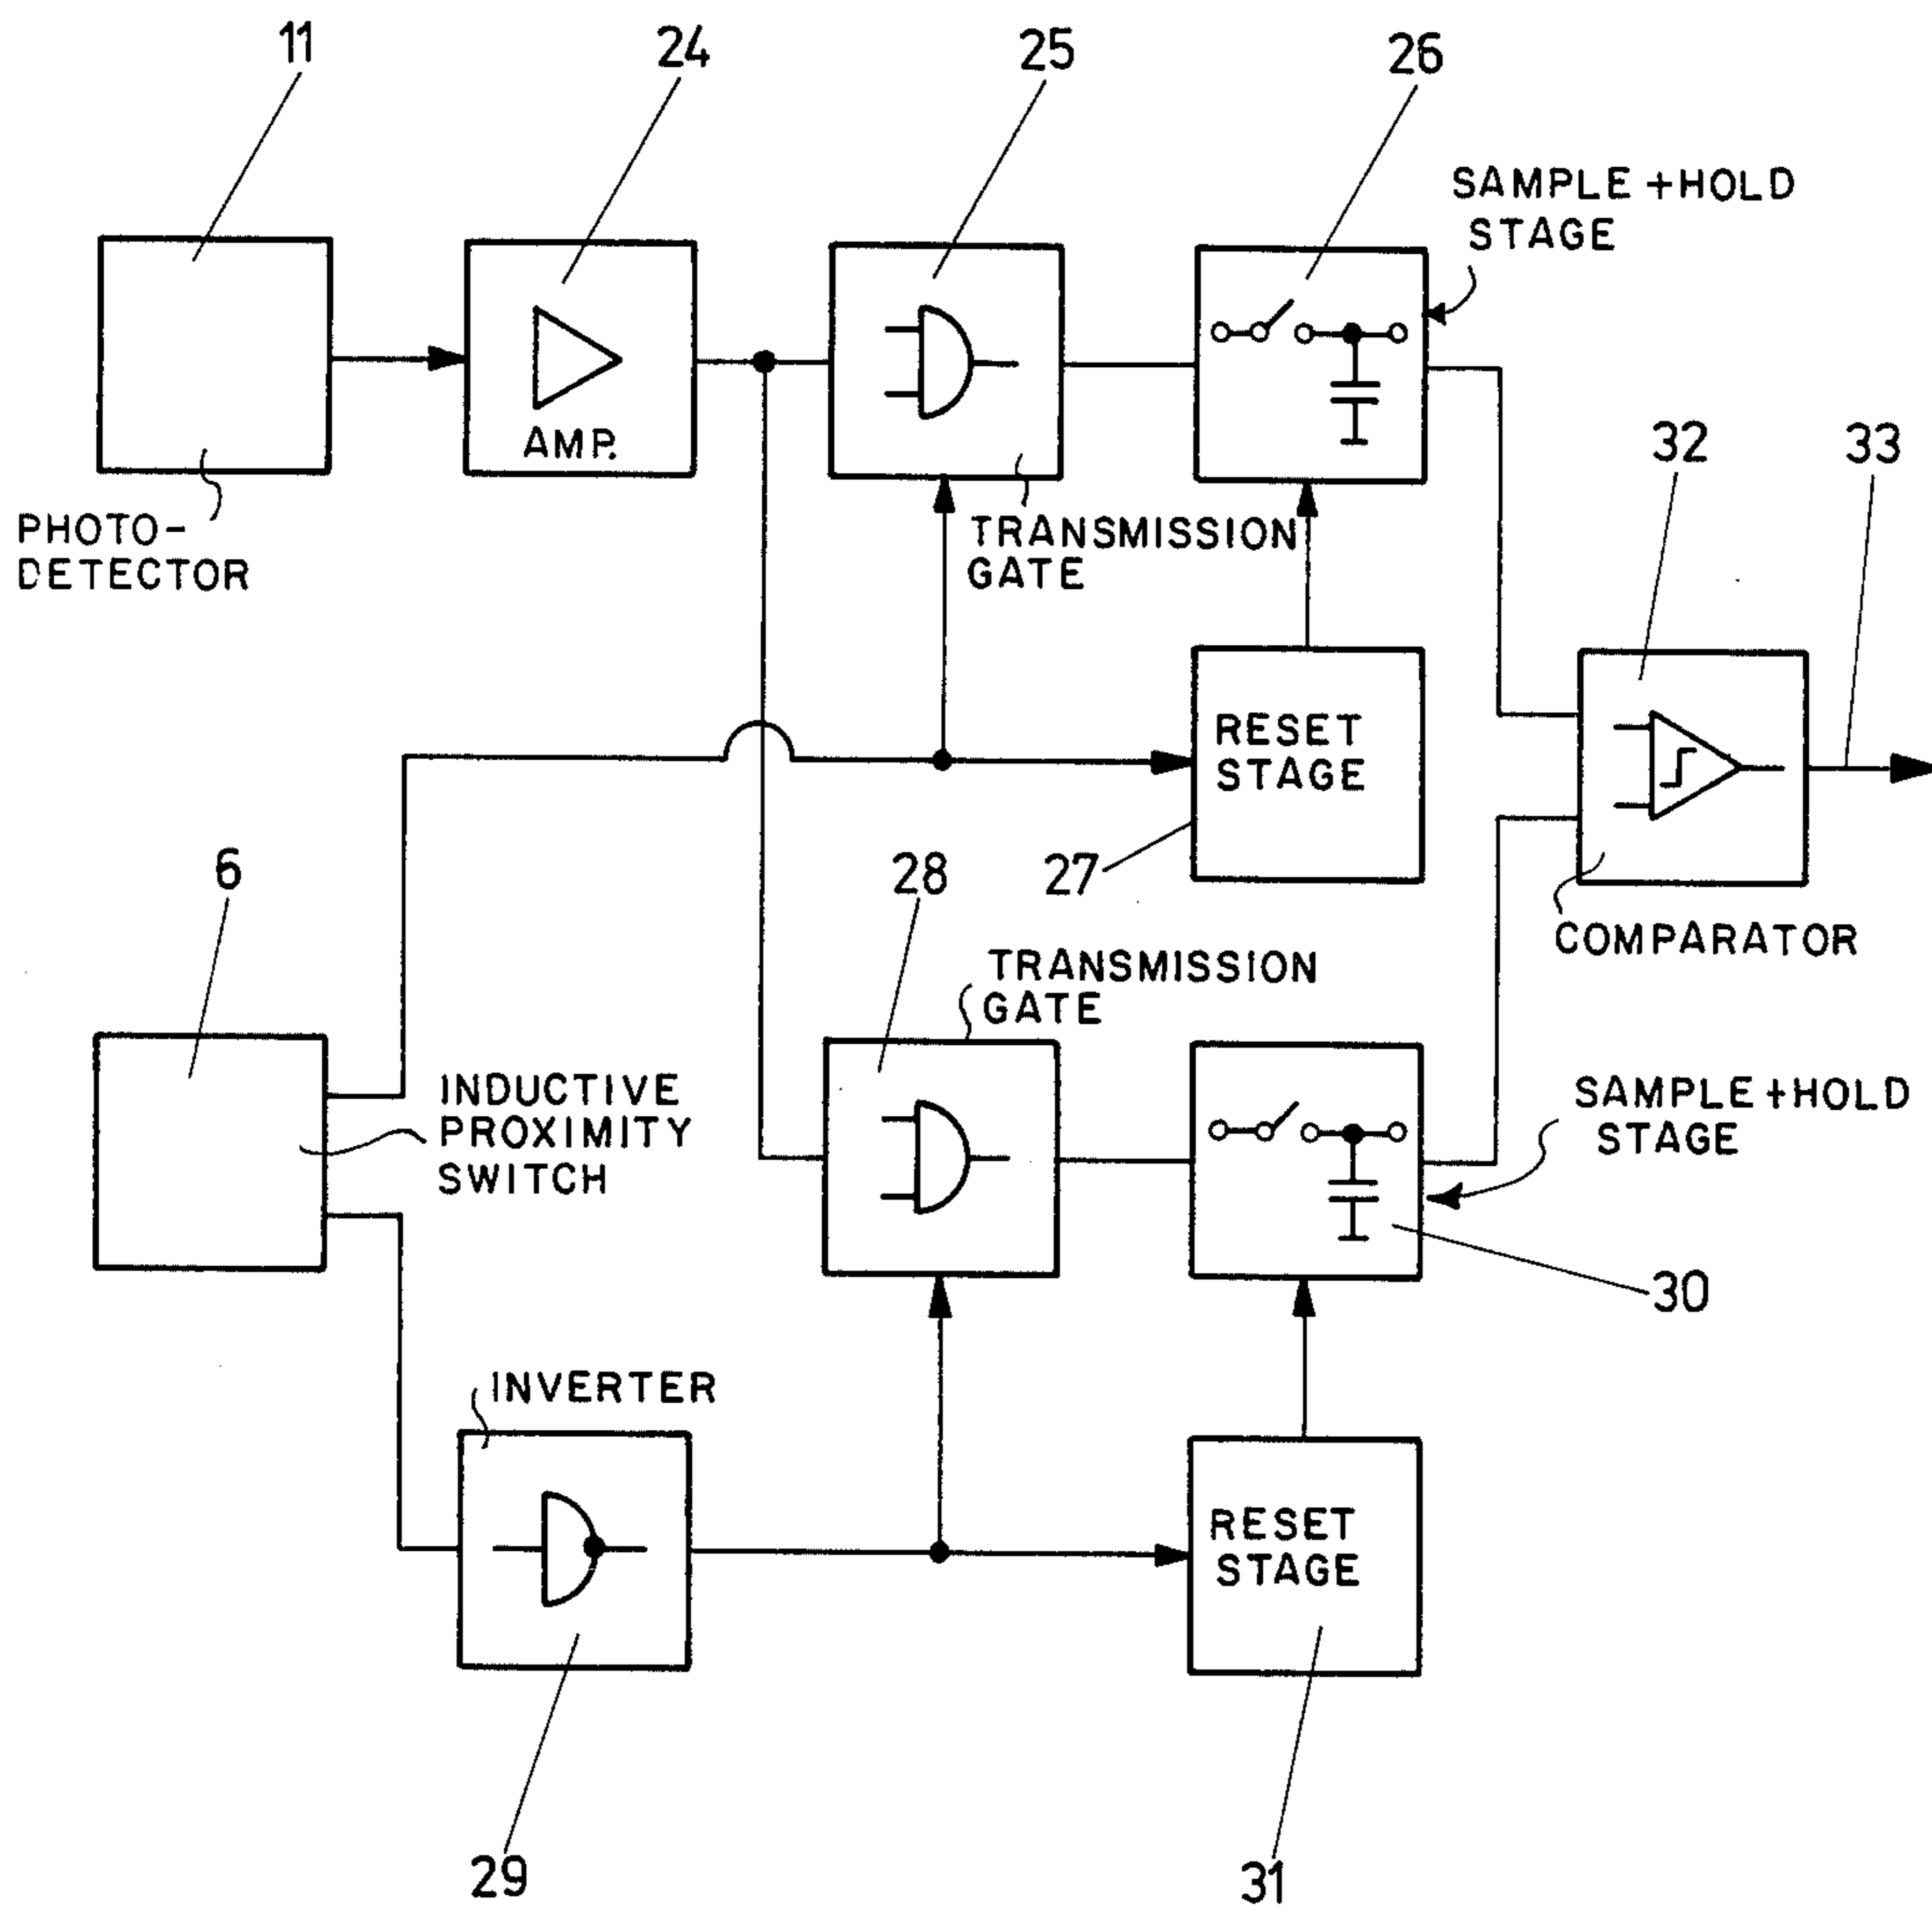 11
24
25
26
SAMPLE +HOLD
STAGE
AMP.
PHOTO-
DETECTOR
TRANSMISSION
GATE
32
33
RESET
STAGE
27
6
28
COMPARATOR
TRANSMISSION
GATE
INDUCTIVE
PROXIMITY
SWITCH
SAMPLE+HOLD
STAGE
30
INVERTER
RESET
STAGE
29
31